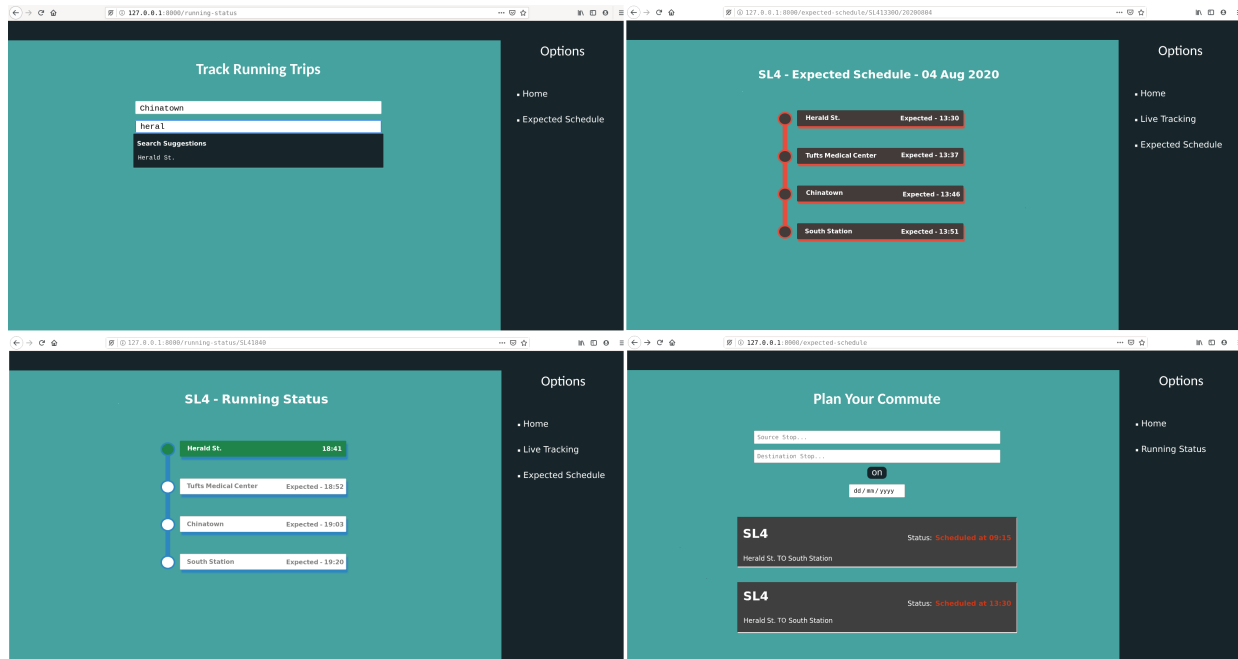 127.0.0.1:8000/running-status
Options
Track Running Trips
Home
Expected Schedule
Chinatown
heral
Search Suggestions
Herald St.
127.0.0.1:8000/expected-schedule/SL413300/20200804
Options
SL4 - Expected Schedule - 04 Aug 2020
Home
Live Tracking
Expected Schedule
Herald St. Expected - 13:30
Tufts Medical Center Expected - 13:37
Chinatown Expected - 13:46
South Station Expected - 13:51
127.0.0.1:8000/running-status/SL41840
Options
SL4 - Running Status
Home
Live Tracking
Expected Schedule
Herald St. 18:41
Tufts Medical Center Expected - 18:52
Chinatown Expected - 19:03
South Station Expected - 19:20
127.0.0.1:8000/expected-schedule
Options
Plan Your Commute
Home
Running Status
Source Stop...
Destination Stop...
on
dd/mm/yyyy
SL4
Status: Scheduled at 09:15
Herald St. TO South Station
SL4
Status: Scheduled at 13:30
Herald St. TO South Station